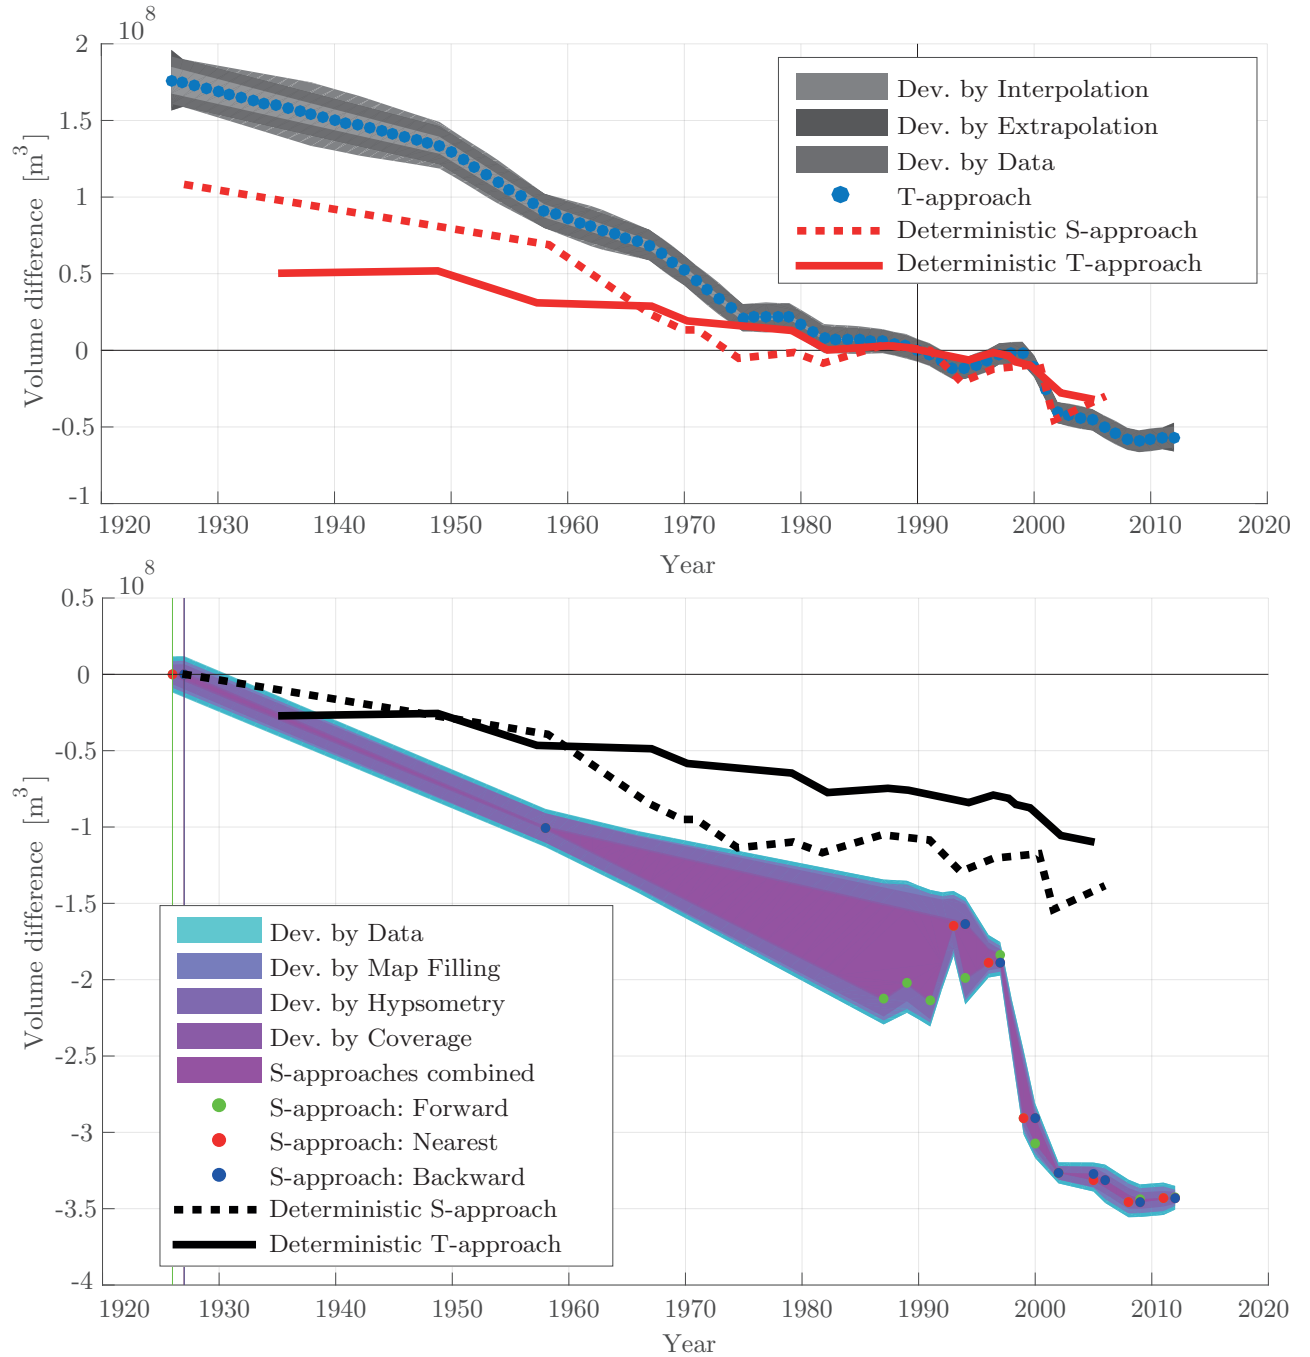 10^8
2
1.5
1
0.5
0
-0.5
-1
Volume difference [m^3]
Dev. by Interpolation
Dev. by Extrapolation
Dev. by Data
T-approach
Deterministic S-approach
Deterministic T-approach
1920 1930 1940 1950 1960 1970 1980 1990 2000 2010 2020
Year
10^8
0.5
0
-0.5
-1
-1.5
-2
-2.5
-3
-3.5
-4
Volume difference [m^3]
Dev. by Data
Dev. by Map Filling
Dev. by Hypsometry
Dev. by Coverage
S-approaches combined
S-approach: Forward
S-approach: Nearest
S-approach: Backward
Deterministic S-approach
Deterministic T-approach
1920 1930 1940 1950 1960 1970 1980 1990 2000 2010 2020
Year